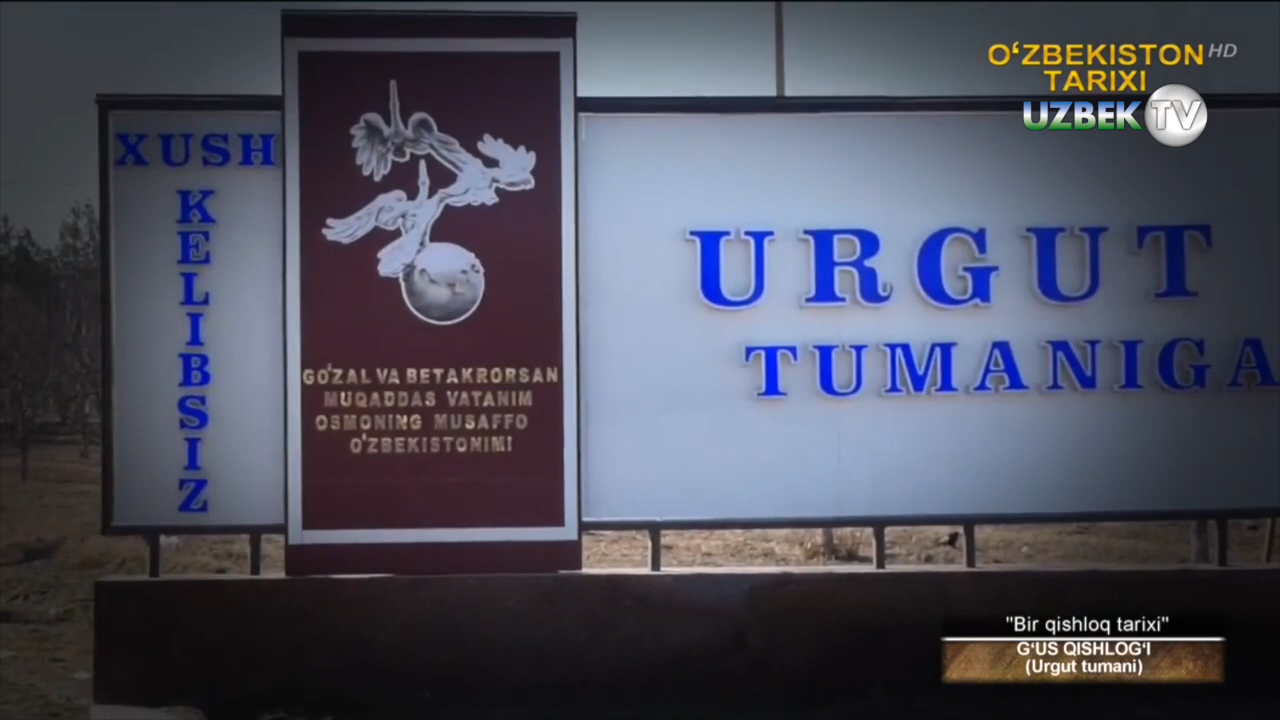 O‘ZBEKISTON HD
TARIXI
UZBEK TV
XUSH
KELIBSIZ
GO‘ZAL VA BETAKRORSAN
MUQADDAS VATANIM
OSMONING MUSAFFO
O‘ZBEKISTONIM!
URGUT
TUMANIGA
"Bir qishloq tarixi"
G‘US QISHLOG‘I
(Urgut tumani)